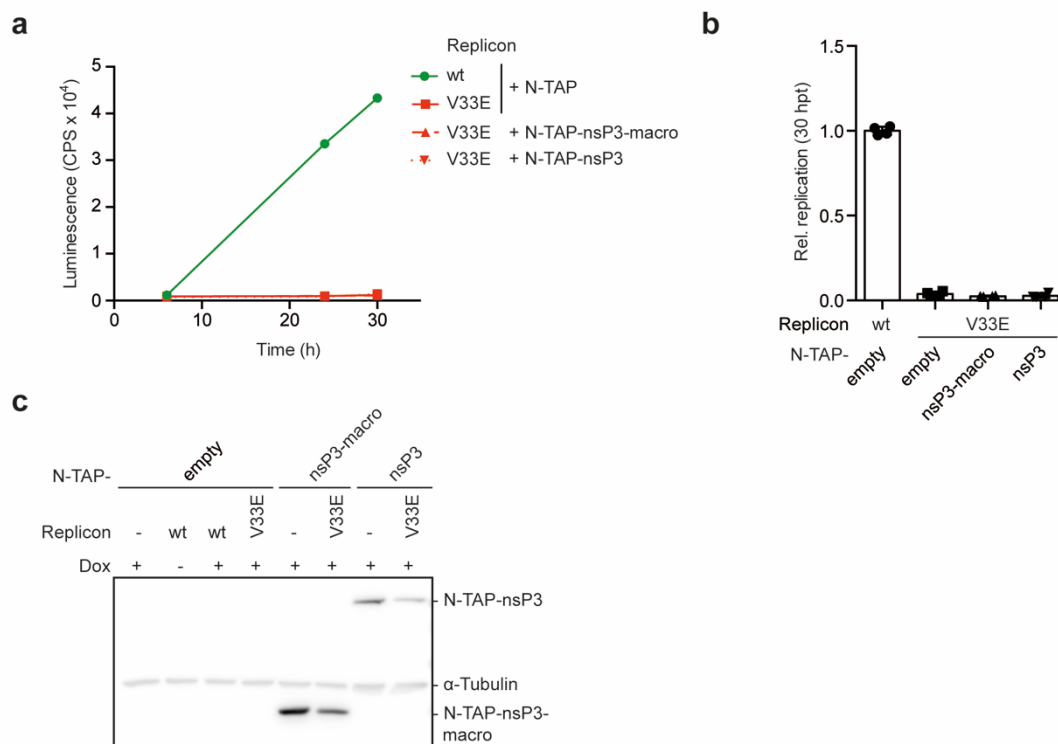 a
Replicon
wt
V33E
+ N-TAP
V33E + N-TAP-nsP3-macro
V33E + N-TAP-nsP3
Luminescence (CPS x 10⁴)
5
4
3
2
1
0
0 10 20 30
Time (h)
b
Rel. replication (30 hpt)
1.5
1.0
0.5
0.0
Replicon wt V33E
N-TAP- empty empty nsP3-macro nsP3
c
N-TAP- empty nsP3-macro nsP3
Replicon - wt wt V33E - V33E - V33E
Dox + - + + + + + +
N-TAP-nsP3
α-Tubulin
N-TAP-nsP3-
macro